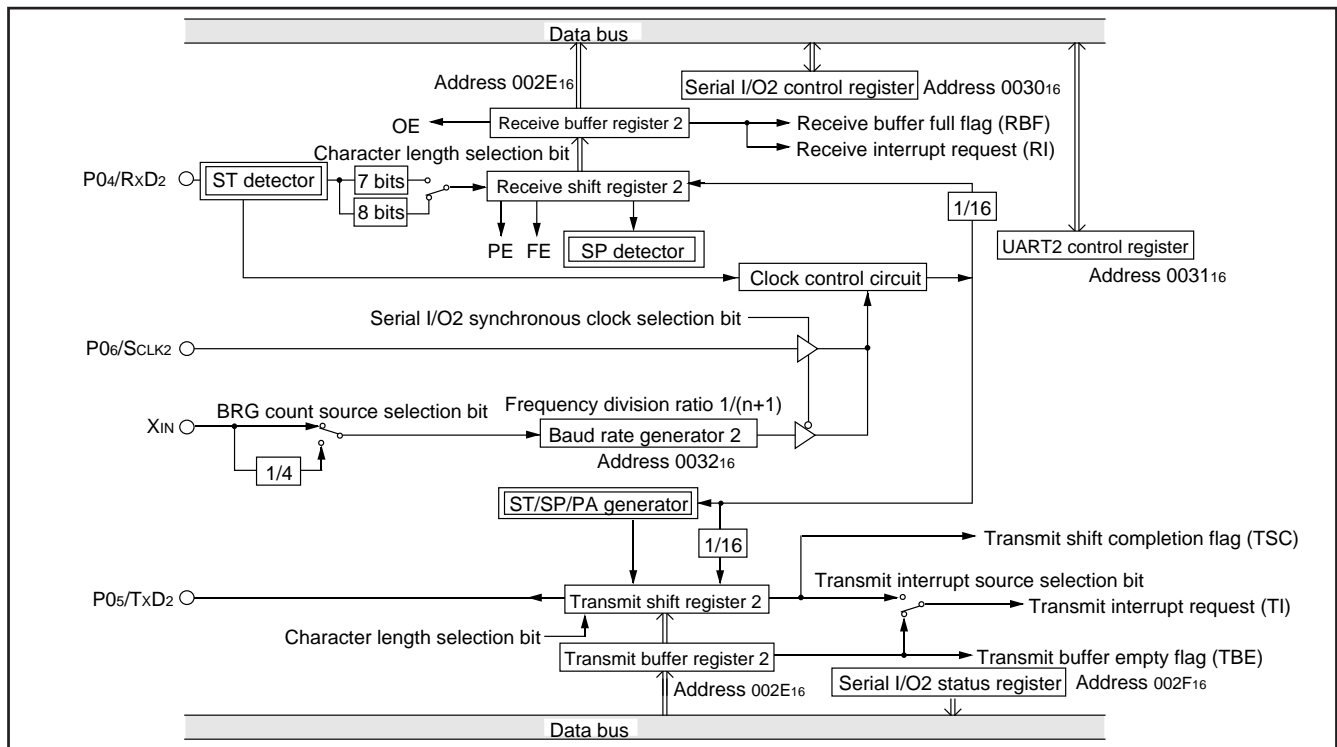 Data bus
Address 002E16
Serial I/O2 control register Address 003016
OE
Receive buffer register 2
Receive buffer full flag (RBF)
Receive interrupt request (RI)
Character length selection bit
P04/RXD2
ST detector
7 bits
8 bits
Receive shift register 2
1/16
PE FE
SP detector
UART2 control register
Address 003116
Clock control circuit
Serial I/O2 synchronous clock selection bit
P06/SCLK2
BRG count source selection bit
Frequency division ratio 1/(n+1)
XIN
Baud rate generator 2
Address 003216
1/4
ST/SP/PA generator
1/16
Transmit shift completion flag (TSC)
Transmit interrupt source selection bit
P05/TXD2
Transmit shift register 2
Transmit interrupt request (TI)
Character length selection bit
Transmit buffer register 2
Transmit buffer empty flag (TBE)
Address 002E16
Serial I/O2 status register Address 002F16
Data bus